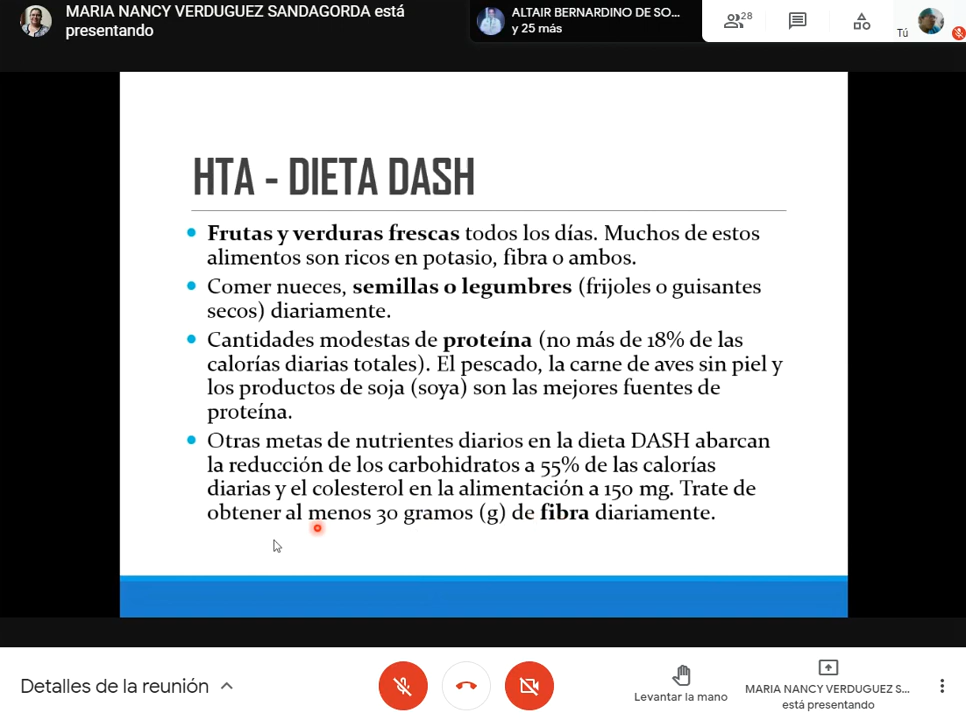 MARIA NANCY VERDUGUEZ SANDAGORDA está
presentando
ALTAIR BERNARDINO DE SO...
y 25 más
28
Tú
HTA - DIETA DASH
Frutas y verduras frescas todos los días. Muchos de estos
alimentos son ricos en potasio, fibra o ambos.
Comer nueces, semillas o legumbres (frijoles o guisantes
secos) diariamente.
Cantidades modestas de proteína (no más de 18% de las
calorías diarias totales). El pescado, la carne de aves sin piel y
los productos de soja (soya) son las mejores fuentes de
proteína.
Otras metas de nutrientes diarios en la dieta DASH abarcan
la reducción de los carbohidratos a 55% de las calorías
diarias y el colesterol en la alimentación a 150 mg. Trate de
obtener al menos 30 gramos (g) de fibra diariamente.
Detalles de la reunión
Levantar la mano
MARIA NANCY VERDUGUEZ S...
está presentando